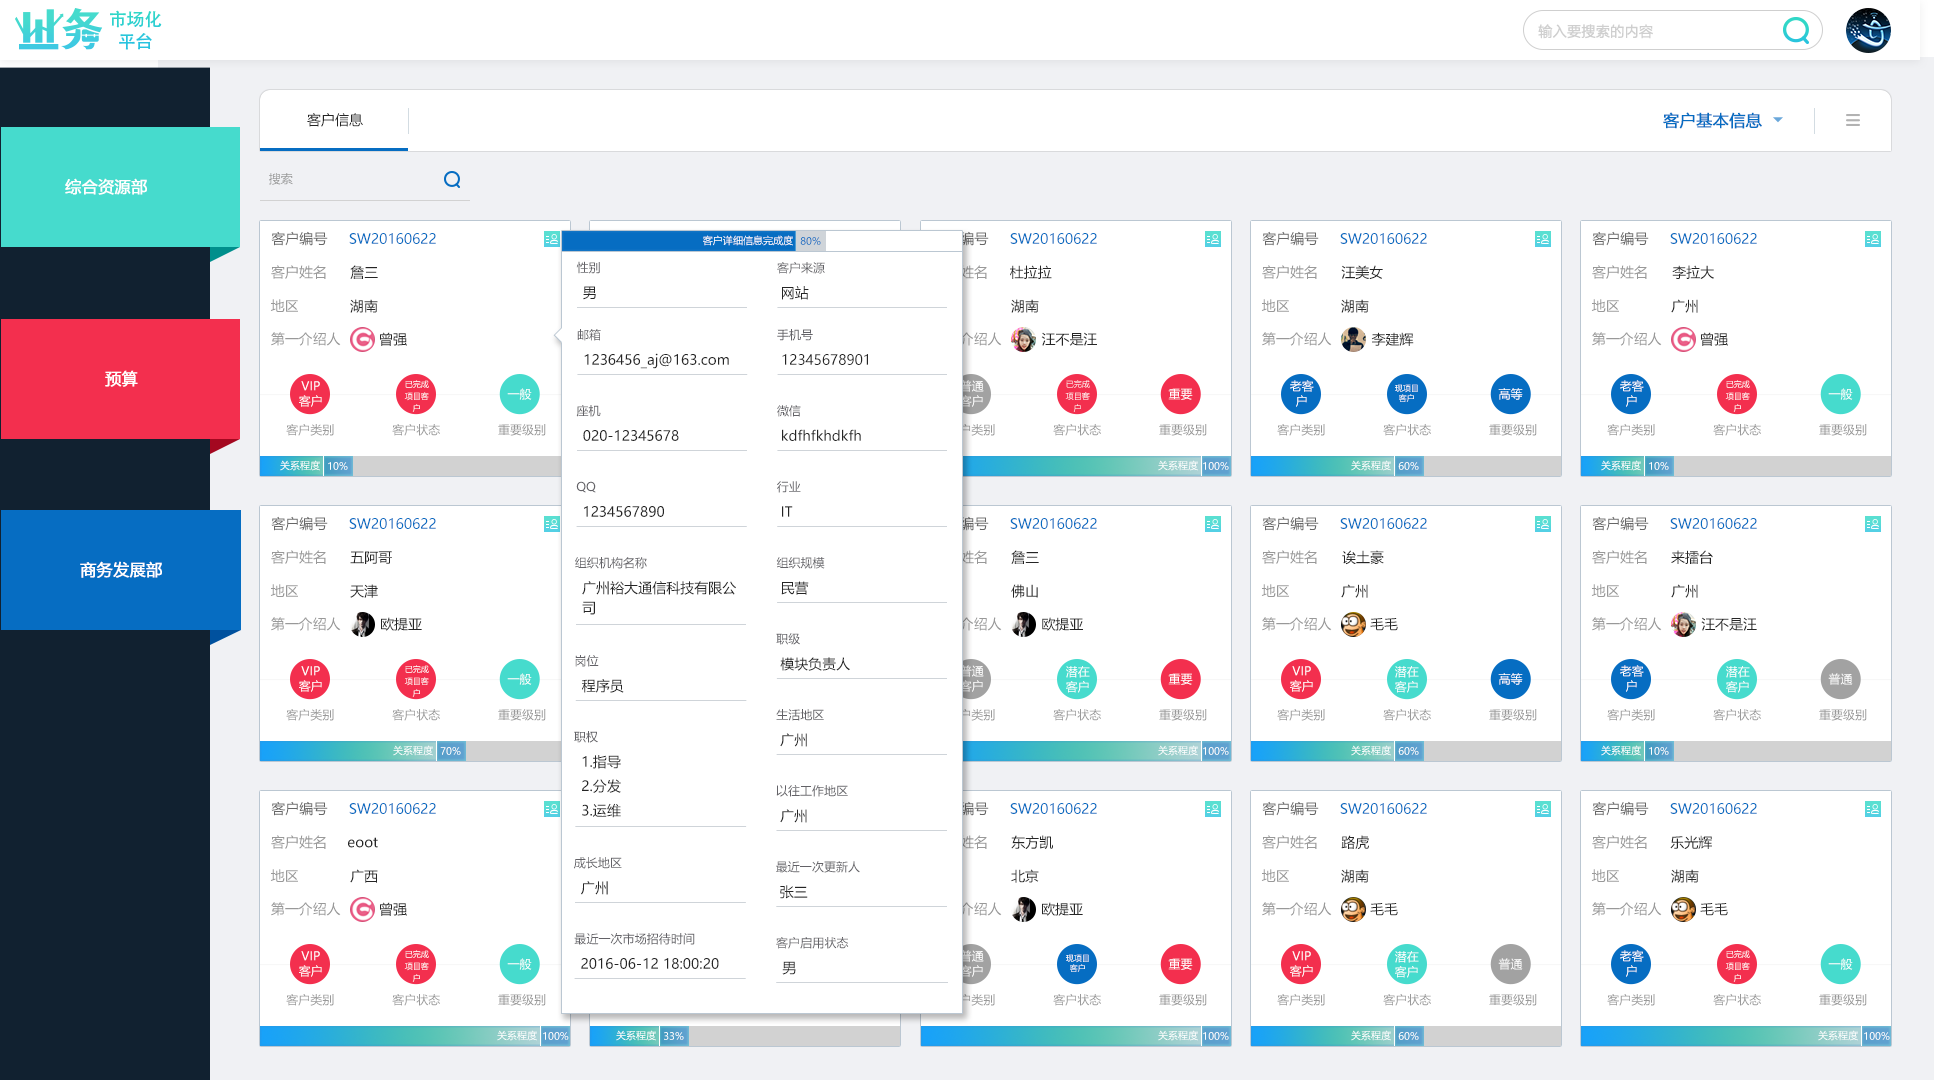 业务 市场化
平台
输入要搜索的内容
综合资源部
预算
商务发展部
客户信息
客户基本信息
搜索
客户编号 SW20160622
客户姓名 詹三
地区 湖南
第一介绍人 曾强
VIP客户 已完成项目客户 一般
客户类别 客户状态 重要级别
关系程度 10%
客户详细信息完成度 80%
性别 客户来源
男 网站
邮箱 手机号
1236456_aj@163.com 12345678901
座机 微信
020-12345678 kdfhfkhdkfh
QQ 行业
1234567890 IT
组织机构名称 组织规模
广州裕大通信科技有限公司 民营
职级
模块负责人
岗位
程序员
生活地区
广州
职权
1.指导
2.分发
3.运维
以往工作地区
广州
成长地区
广州
最近一次更新人
张三
最近一次市场招待时间
2016-06-12 18:00:20
客户启用状态
男
编号 SW20160622
姓名 杜拉拉
湖南
介绍人 汪不是汪
普通客户 已完成项目客户 重要
户类别 客户状态 重要级别
关系程度 100%
客户编号 SW20160622
客户姓名 汪美女
地区 湖南
第一介绍人 李建辉
老客户 现项目客户 高等
客户类别 客户状态 重要级别
关系程度 60%
客户编号 SW20160622
客户姓名 李拉大
地区 广州
第一介绍人 曾强
老客户 已完成项目客户 一般
客户类别 客户状态 重要级别
关系程度 10%
客户编号 SW20160622
客户姓名 五阿哥
地区 天津
第一介绍人 欧提亚
VIP客户 已完成项目客户 一般
客户类别 客户状态 重要级别
关系程度 70%
编号 SW20160622
姓名 詹三
佛山
介绍人 欧提亚
普通客户 潜在客户 重要
户类别 客户状态 重要级别
关系程度 100%
客户编号 SW20160622
客户姓名 诶土豪
地区 广州
第一介绍人 毛毛
VIP客户 潜在客户 高等
客户类别 客户状态 重要级别
关系程度 60%
客户编号 SW20160622
客户姓名 来擂台
地区 广州
第一介绍人 汪不是汪
老客户 潜在客户 普通
客户类别 客户状态 重要级别
关系程度 10%
客户编号 SW20160622
客户姓名 eoot
地区 广西
第一介绍人 曾强
VIP客户 已完成项目客户 一般
客户类别 客户状态 重要级别
关系程度 100%
关系程度 33%
编号 SW20160622
姓名 东方凯
北京
介绍人 欧提亚
普通客户 现项目客户 重要
户类别 客户状态 重要级别
关系程度 100%
客户编号 SW20160622
客户姓名 路虎
地区 湖南
第一介绍人 毛毛
VIP客户 潜在客户 普通
客户类别 客户状态 重要级别
关系程度 60%
客户编号 SW20160622
客户姓名 乐光辉
地区 湖南
第一介绍人 毛毛
老客户 已完成项目客户 一般
客户类别 客户状态 重要级别
关系程度 100%